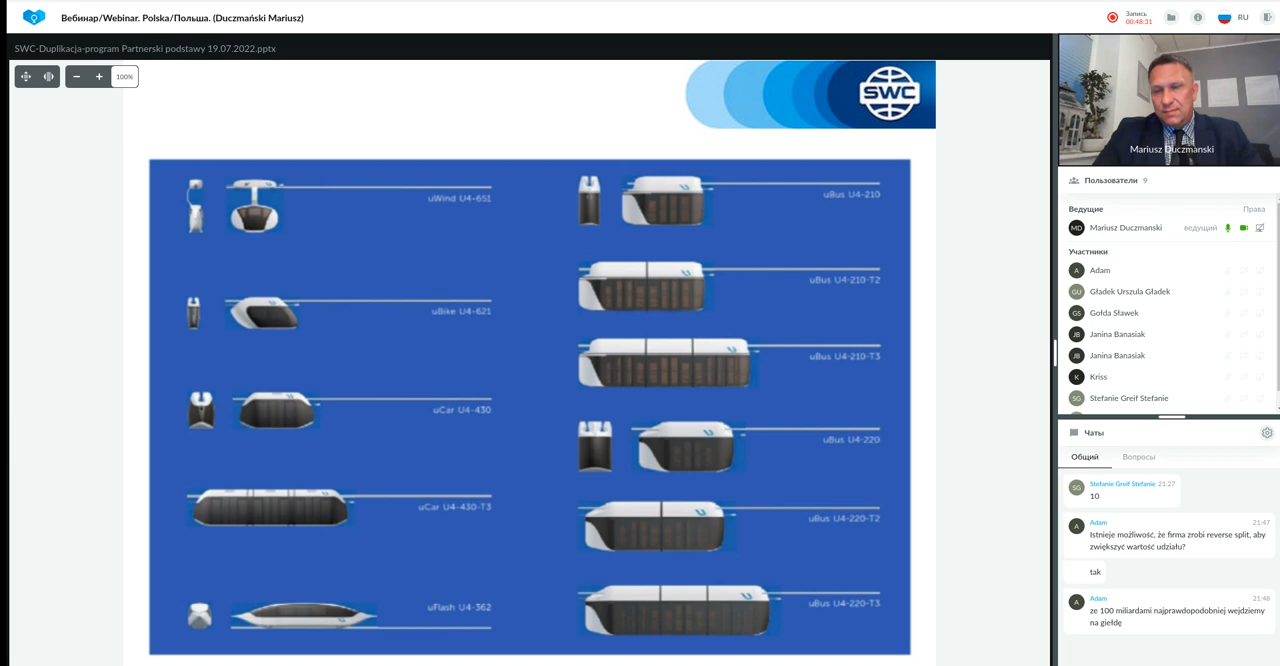 Вебинар/Webinar. Polska/Польша. (Duczmański Mariusz)
Запись
00:48:31
RU
SWC-Duplikacja-program Partnerski podstawy 19.07.2022.pptx
100%
SWC
uWind U4-651
uBike U4-621
uCar U4-430
uCar U4-430-T3
uFlash U4-362
uBus U4-210
uBus U4-210-T2
uBus U4-210-T3
uBus U4-220
uBus U4-220-T2
uBus U4-220-T3
Mariusz Duczmanski
Пользователи 9
Ведущие Права
MD Mariusz Duczmanski ведущий
Участники
A Adam
GU Gładek Urszula Gładek
GS Gołda Sławek
JB Janina Banasiak
JB Janina Banasiak
K Kriss
SG Stefanie Greif Stefanie
Чаты
Общий Вопросы
SG Stefanie Greif Stefanie 21:27
10
A Adam 21:47
Istnieje możliwość, że firma zrobi reverse split, aby
zwiększyć wartość udziału?
tak
A Adam 21:48
ze 100 miliardami najprawdopodobniej wejdziemy
na giełdę